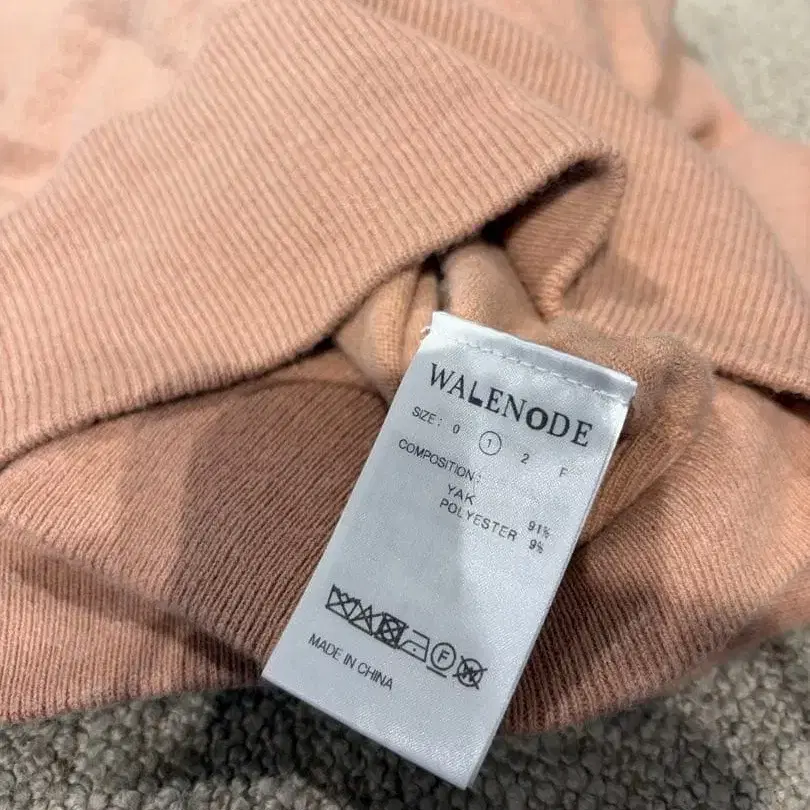 WALENODE
SIZE: 0 1 2 F
COMPOSITION:
YAK 91%
POLYESTER 9%
F W
MADE IN CHINA